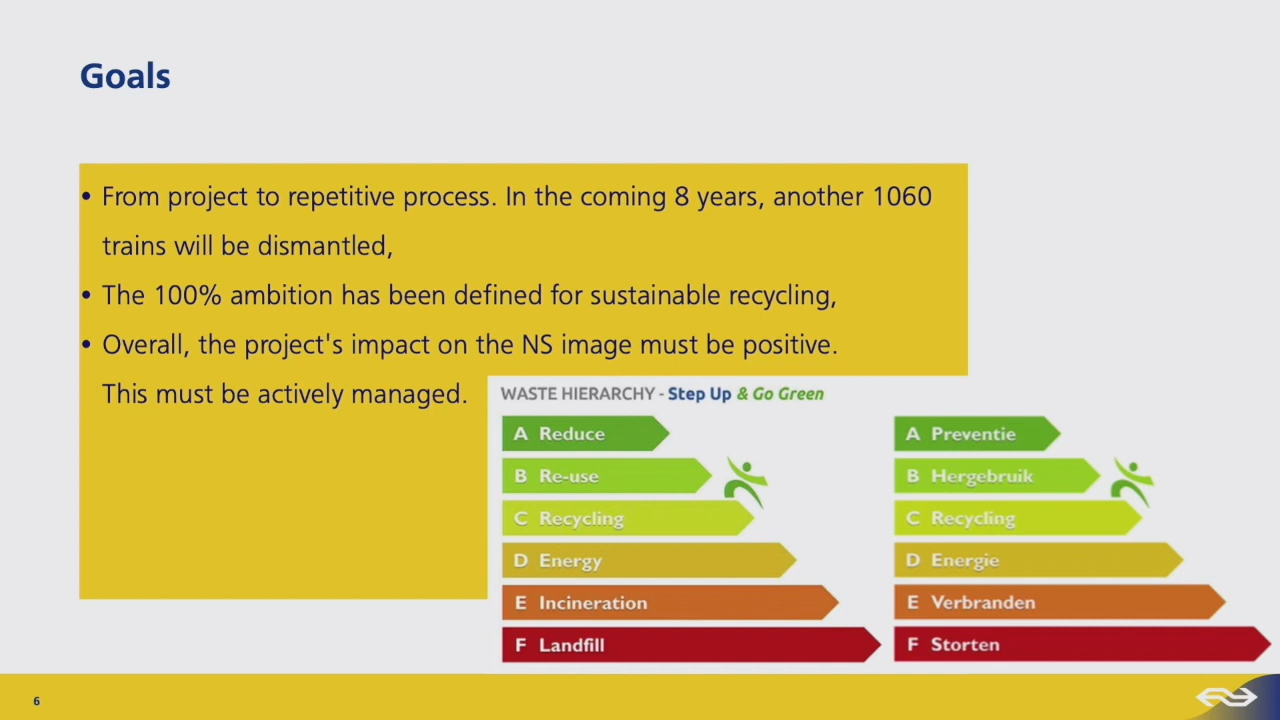 Goals
• From project to repetitive process. In the coming 8 years, another 1060
trains will be dismantled,
• The 100% ambition has been defined for sustainable recycling,
• Overall, the project's impact on the NS image must be positive.
This must be actively managed.
WASTE HIERARCHY - Step Up & Go Green
A Reduce
B Re-use
C Recycling
D Energy
E Incineration
F Landfill
A Preventie
B Hergebruik
C Recycling
D Energie
E Verbranden
F Storten
6